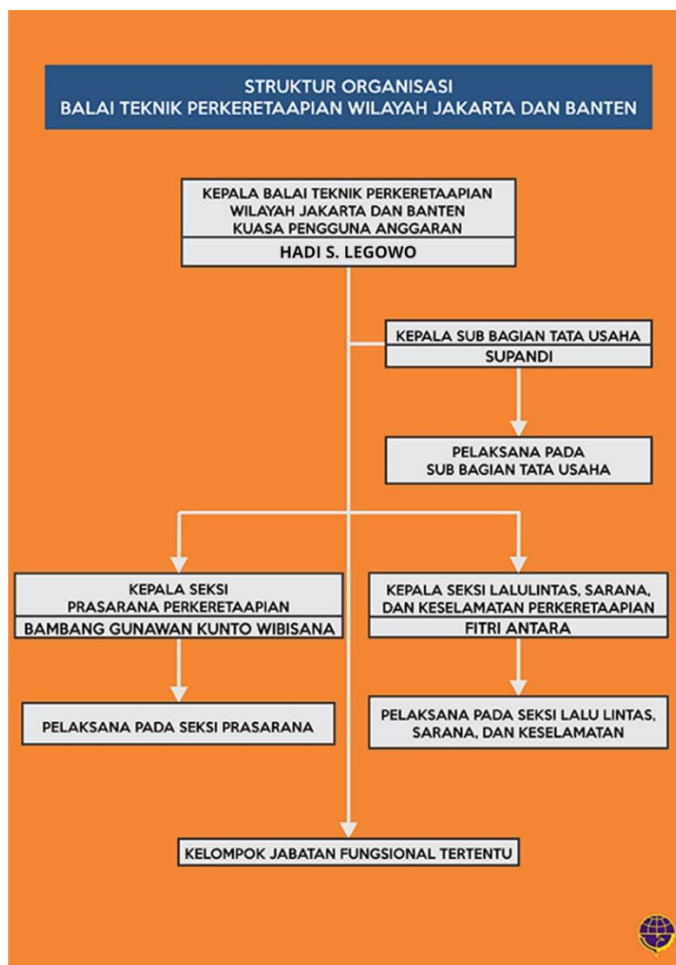 STRUKTUR ORGANISASI
BALAI TEKNIK PERKERETAAPIAN WILAYAH JAKARTA DAN BANTEN
KEPALA BALAI TEKNIK PERKERETAAPIAN
WILAYAH JAKARTA DAN BANTEN
KUASA PENGGUNA ANGGARAN
HADI S. LEGOWO
KEPALA SUB BAGIAN TATA USAHA
SUPANDI
PELAKSANA PADA
SUB BAGIAN TATA USAHA
KEPALA SEKSI
PRASARANA PERKERETAAPIAN
BAMBANG GUNAWAN KUNTO WIBISANA
KEPALA SEKSI LALULINTAS, SARANA,
DAN KESELAMATAN PERKERETAAPIAN
FITRI ANTARA
PELAKSANA PADA SEKSI PRASARANA
PELAKSANA PADA SEKSI LALU LINTAS,
SARANA, DAN KESELAMATAN
KELOMPOK JABATAN FUNGSIONAL TERTENTU